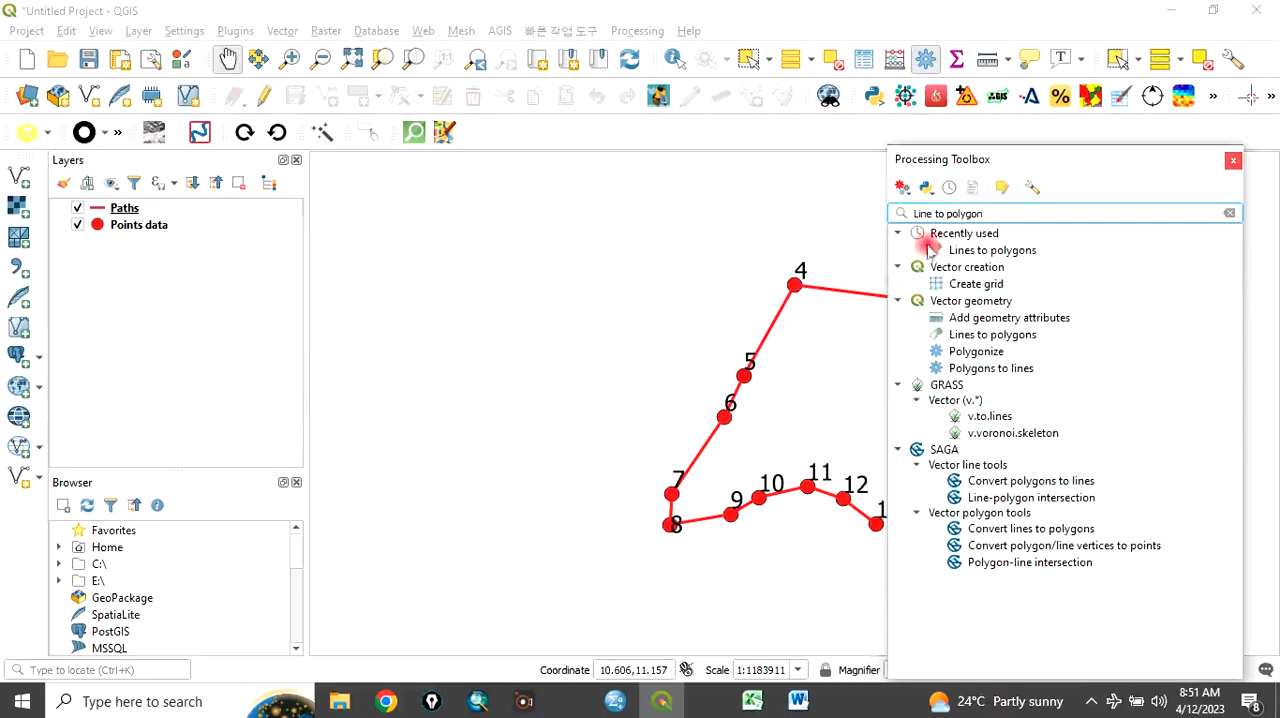 "Untitled Project - QGIS
Project Edit View Layer Settings Plugins Vector Raster Database Web Mesh AGIS 빠른 작업 도구 Processing Help
Layers
Paths
Points data
Browser
Favorites
Home
C:\
E:\
GeoPackage
SpatiaLite
PostGIS
MSSQL
4
5
6
7
8
9
10
11
12
1
Processing Toolbox
Line to polygon
Recently used
Lines to polygons
Vector creation
Create grid
Vector geometry
Add geometry attributes
Lines to polygons
Polygonize
Polygons to lines
GRASS
Vector (v.*)
v.to.lines
v.voronoi.skeleton
SAGA
Vector line tools
Convert polygons to lines
Line-polygon intersection
Vector polygon tools
Convert lines to polygons
Convert polygon/line vertices to points
Polygon-line intersection
Type to locate (Ctrl+K)
Coordinate 10.606,11.157 Scale 1:1183911 Magnifier
Type here to search
24°C Partly sunny
8:51 AM
4/12/2023
8